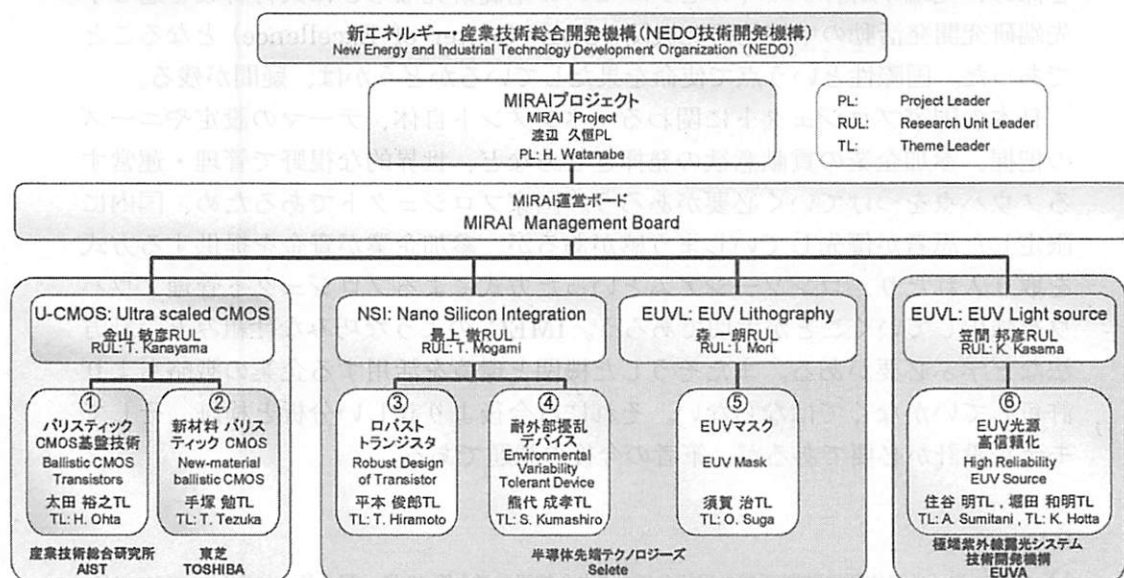 新エネルギー・産業技術総合開発機構(NEDO技術開発機構)
New Energy and Industrial Technology Development Organization (NEDO)
MIRAIプロジェクト
MIRAI Project
渡辺 久恒PL
PL: H. Watanabe
PL: Project Leader
RUL: Research Unit Leader
TL: Theme Leader
MIRAI運営ボード
MIRAI Management Board
U-CMOS: Ultra scaled CMOS
金山 敏彦RUL
RUL: T. Kanayama
①
バリスティック
CMOS基盤技術
Ballistic CMOS
Transistors
太田 裕之TL
TL: H. Ohta
②
新材料 バリス
ティック CMOS
New-material
ballistic CMOS
手塚 勉TL
TL: T. Tezuka
産業技術総合研究所
AIST
東芝
TOSHIBA
NSI: Nano Silicon Integration
最上 徹RUL
RUL: T. Mogami
③
ロバスト
トランジスタ
Robust Design
of Transistor
平本 俊郎TL
TL: T. Hiramoto
④
耐外部擾乱
デバイス
Environmental
Variability
Tolerant Device
熊代 成孝TL
TL: S. Kumashiro
EUVL: EUV Lithography
森 一朗RUL
RUL: I. Mori
⑤
EUVマスク
EUV Mask
須賀 治TL
TL: O. Suga
半導体先端テクノロジーズ
Selete
EUVL: EUV Light source
笠間 邦彦RUL
RUL: K. Kasama
⑥
EUV光源
高信頼化
High Reliability
EUV Source
住谷 明TL, 堀田 和明TL
TL: A. Sumitani , TL: K. Hotta
極端紫外線露光システム
技術開発機構
EUVA